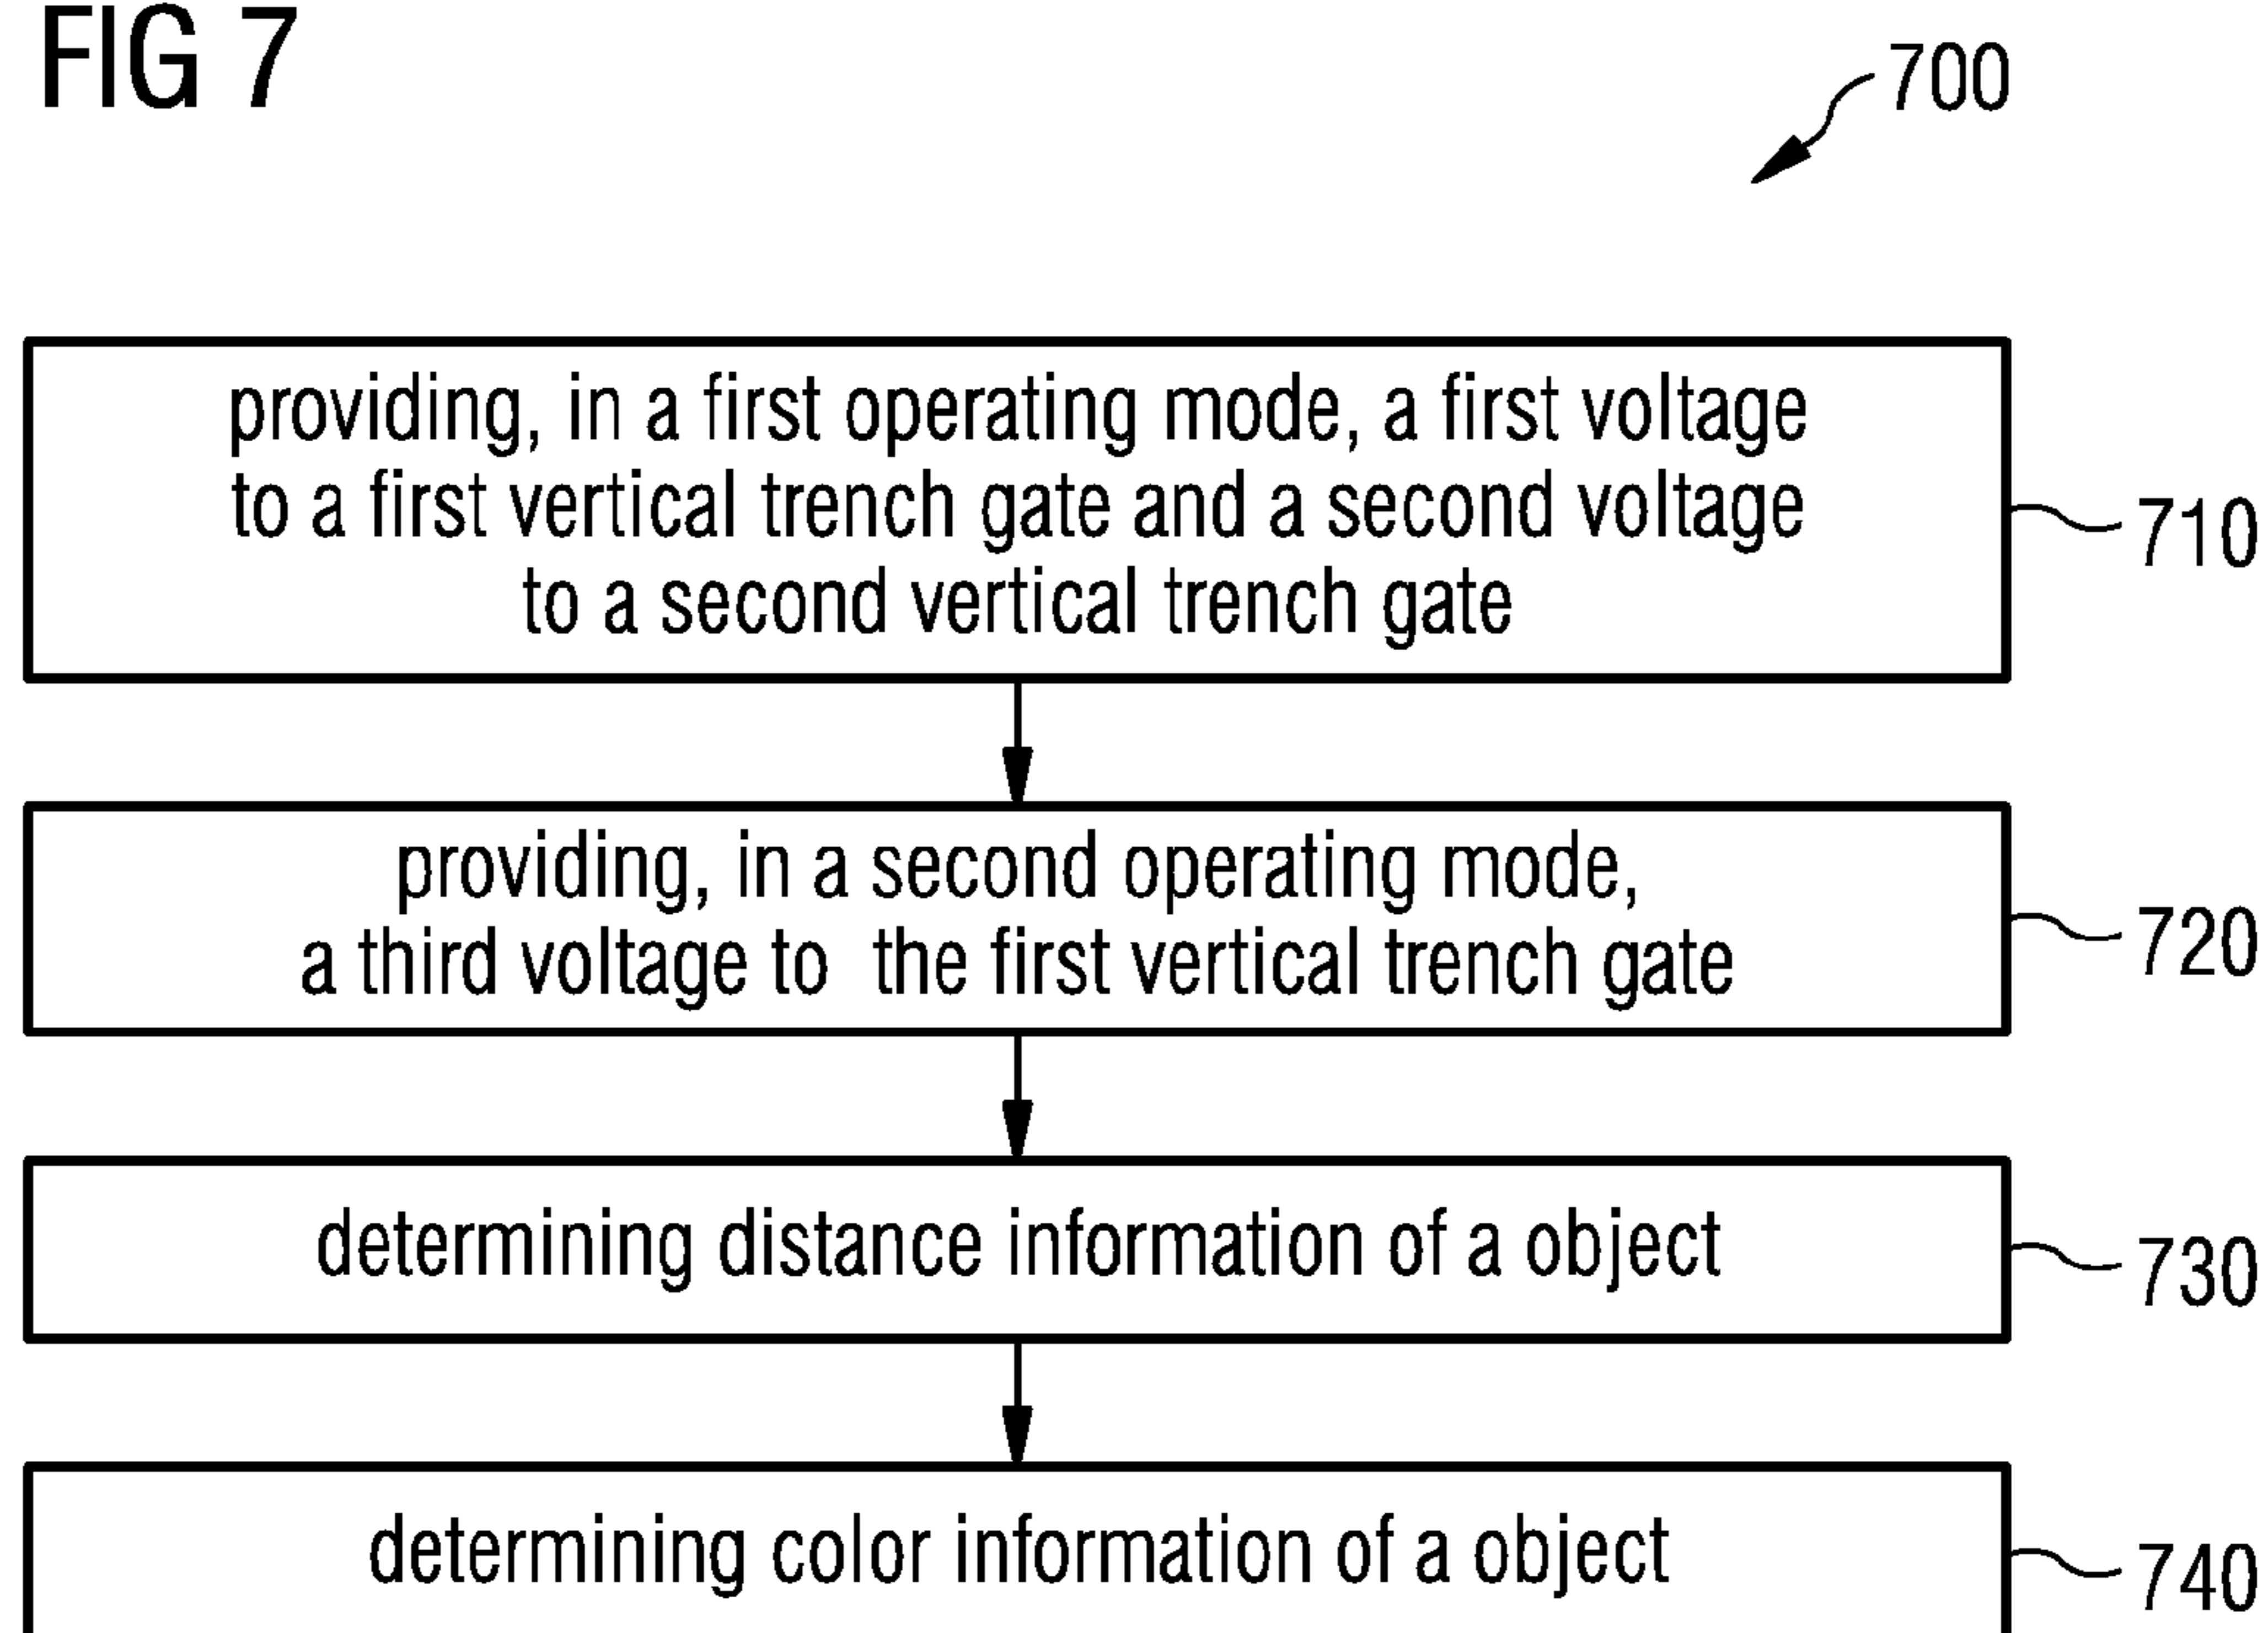 FIG 7
700
providing, in a first operating mode, a first voltage
to a first vertical trench gate and a second voltage
to a second vertical trench gate
710
providing, in a second operating mode,
a third voltage to the first vertical trench gate
720
determining distance information of a object
730
determining color information of a object
740